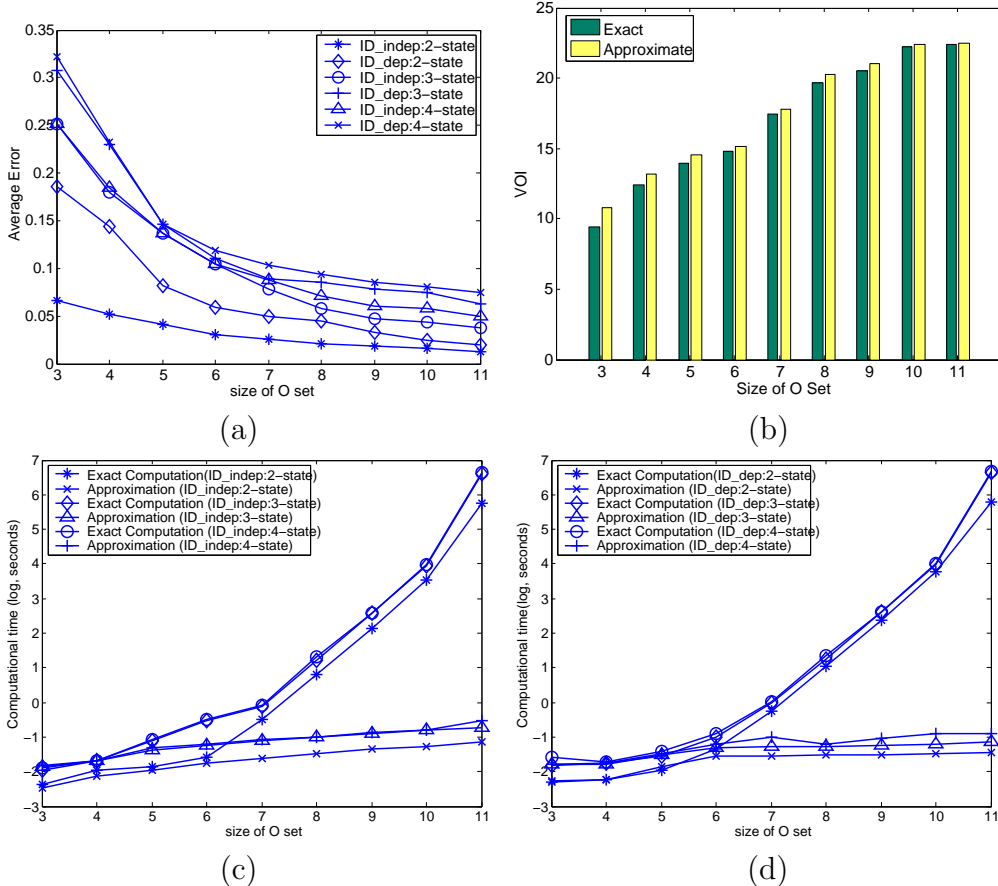 0.35
0.3
0.25
0.2
0.15
0.1
0.05
0
Average Error
ID_indep:2−state
ID_dep:2−state
ID_indep:3−state
ID_dep:3−state
ID_indep:4−state
ID_dep:4−state
3 4 5 6 7 8 9 10 11
size of O set
(a)
25
20
15
10
5
0
VOI
Exact
Approximate
3 4 5 6 7 8 9 10 11
Size of O Set
(b)
7
6
5
4
3
2
1
0
−1
−2
−3
Computational time (log, seconds)
Exact Computation(ID_indep:2−state)
Approximation (ID_indep:2−state)
Exact Computation (ID_indep:3−state)
Approximation (ID_indep:3−state)
Exact Computation (ID_indep:4−state)
Approximation (ID_indep:4−state)
3 4 5 6 7 8 9 10 11
size of O set
(c)
7
6
5
4
3
2
1
0
−1
−2
−3
Computational time(log, seconds)
Exact Computation(ID_dep:2−state)
Approximation (ID_dep:2−state)
Exact Computation (ID_dep:3−state)
Approximation (ID_dep:3−state)
Exact Computation (ID_dep:4−state)
Approximation (ID_dep:4−state)
3 4 5 6 7 8 9 10 11
size of O set
(d)